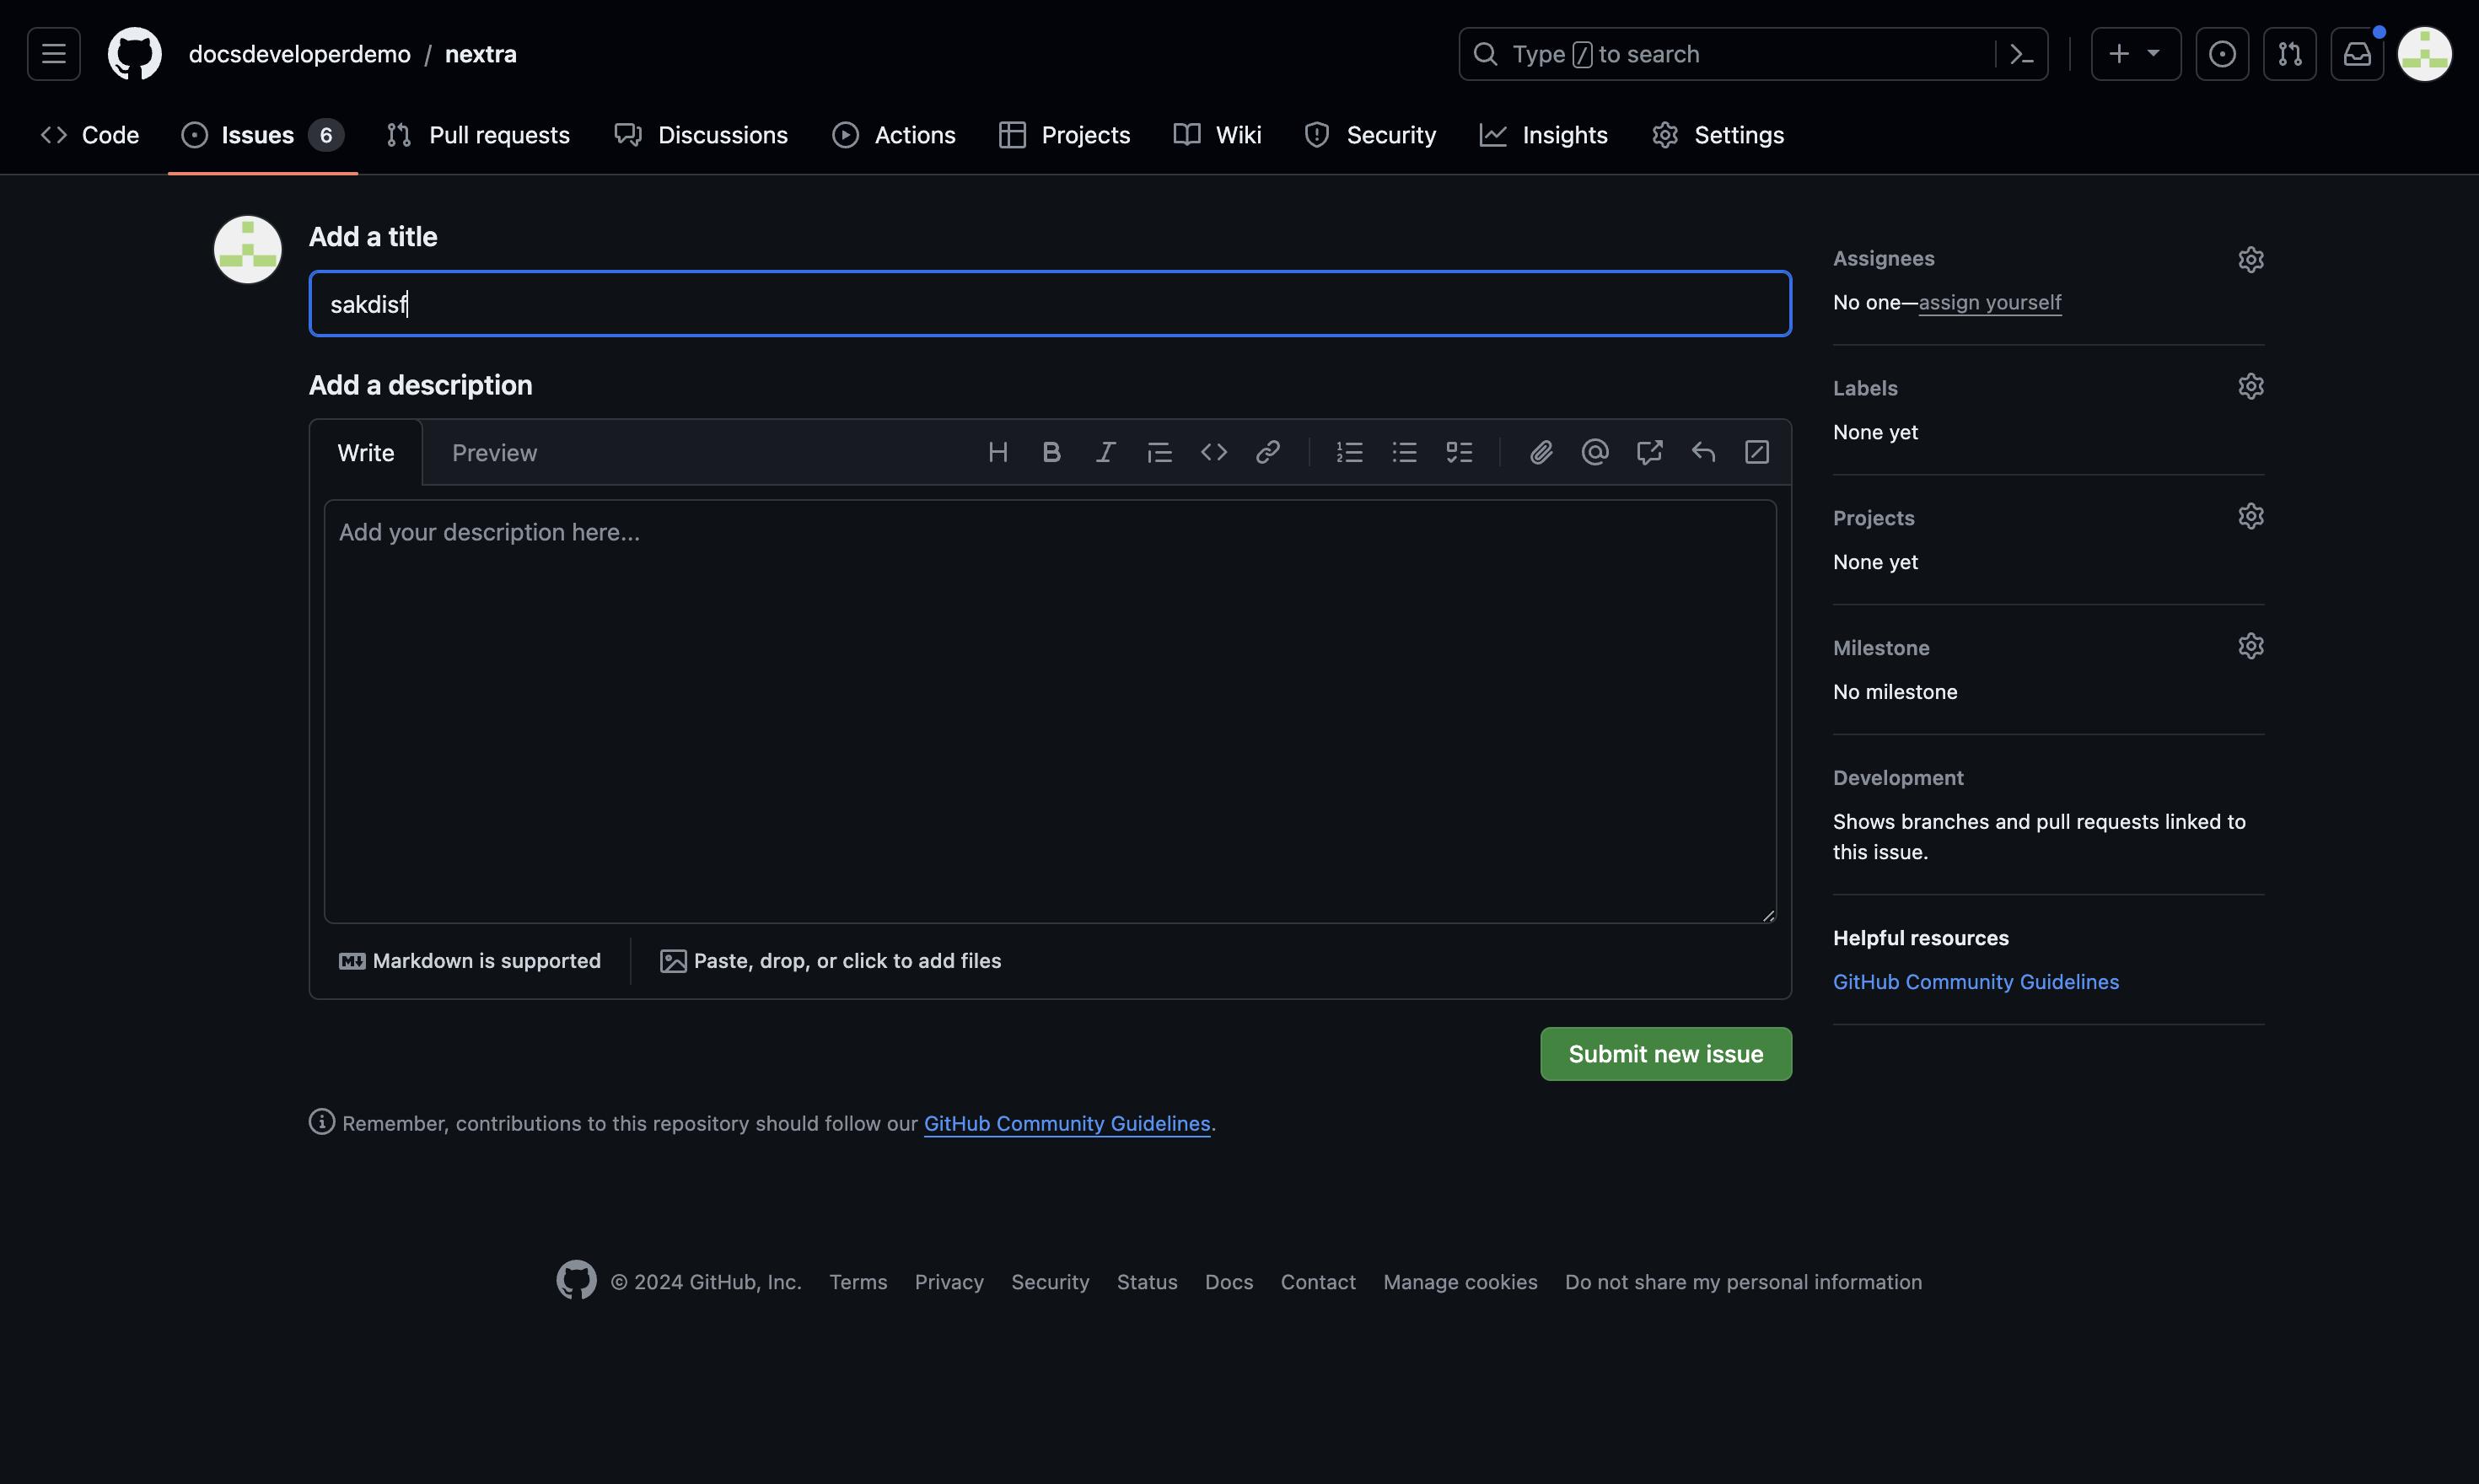 docsdeveloperdemo / nextra
Type / to search
Code
Issues 6
Pull requests
Discussions
Actions
Projects
Wiki
Security
Insights
Settings
Add a title
sakdisf
Add a description
Write
Preview
Add your description here...
Markdown is supported
Paste, drop, or click to add files
Submit new issue
Remember, contributions to this repository should follow our GitHub Community Guidelines.
Assignees
No one—assign yourself
Labels
None yet
Projects
None yet
Milestone
No milestone
Development
Shows branches and pull requests linked to
this issue.
Helpful resources
GitHub Community Guidelines
© 2024 GitHub, Inc.
Terms
Privacy
Security
Status
Docs
Contact
Manage cookies
Do not share my personal information